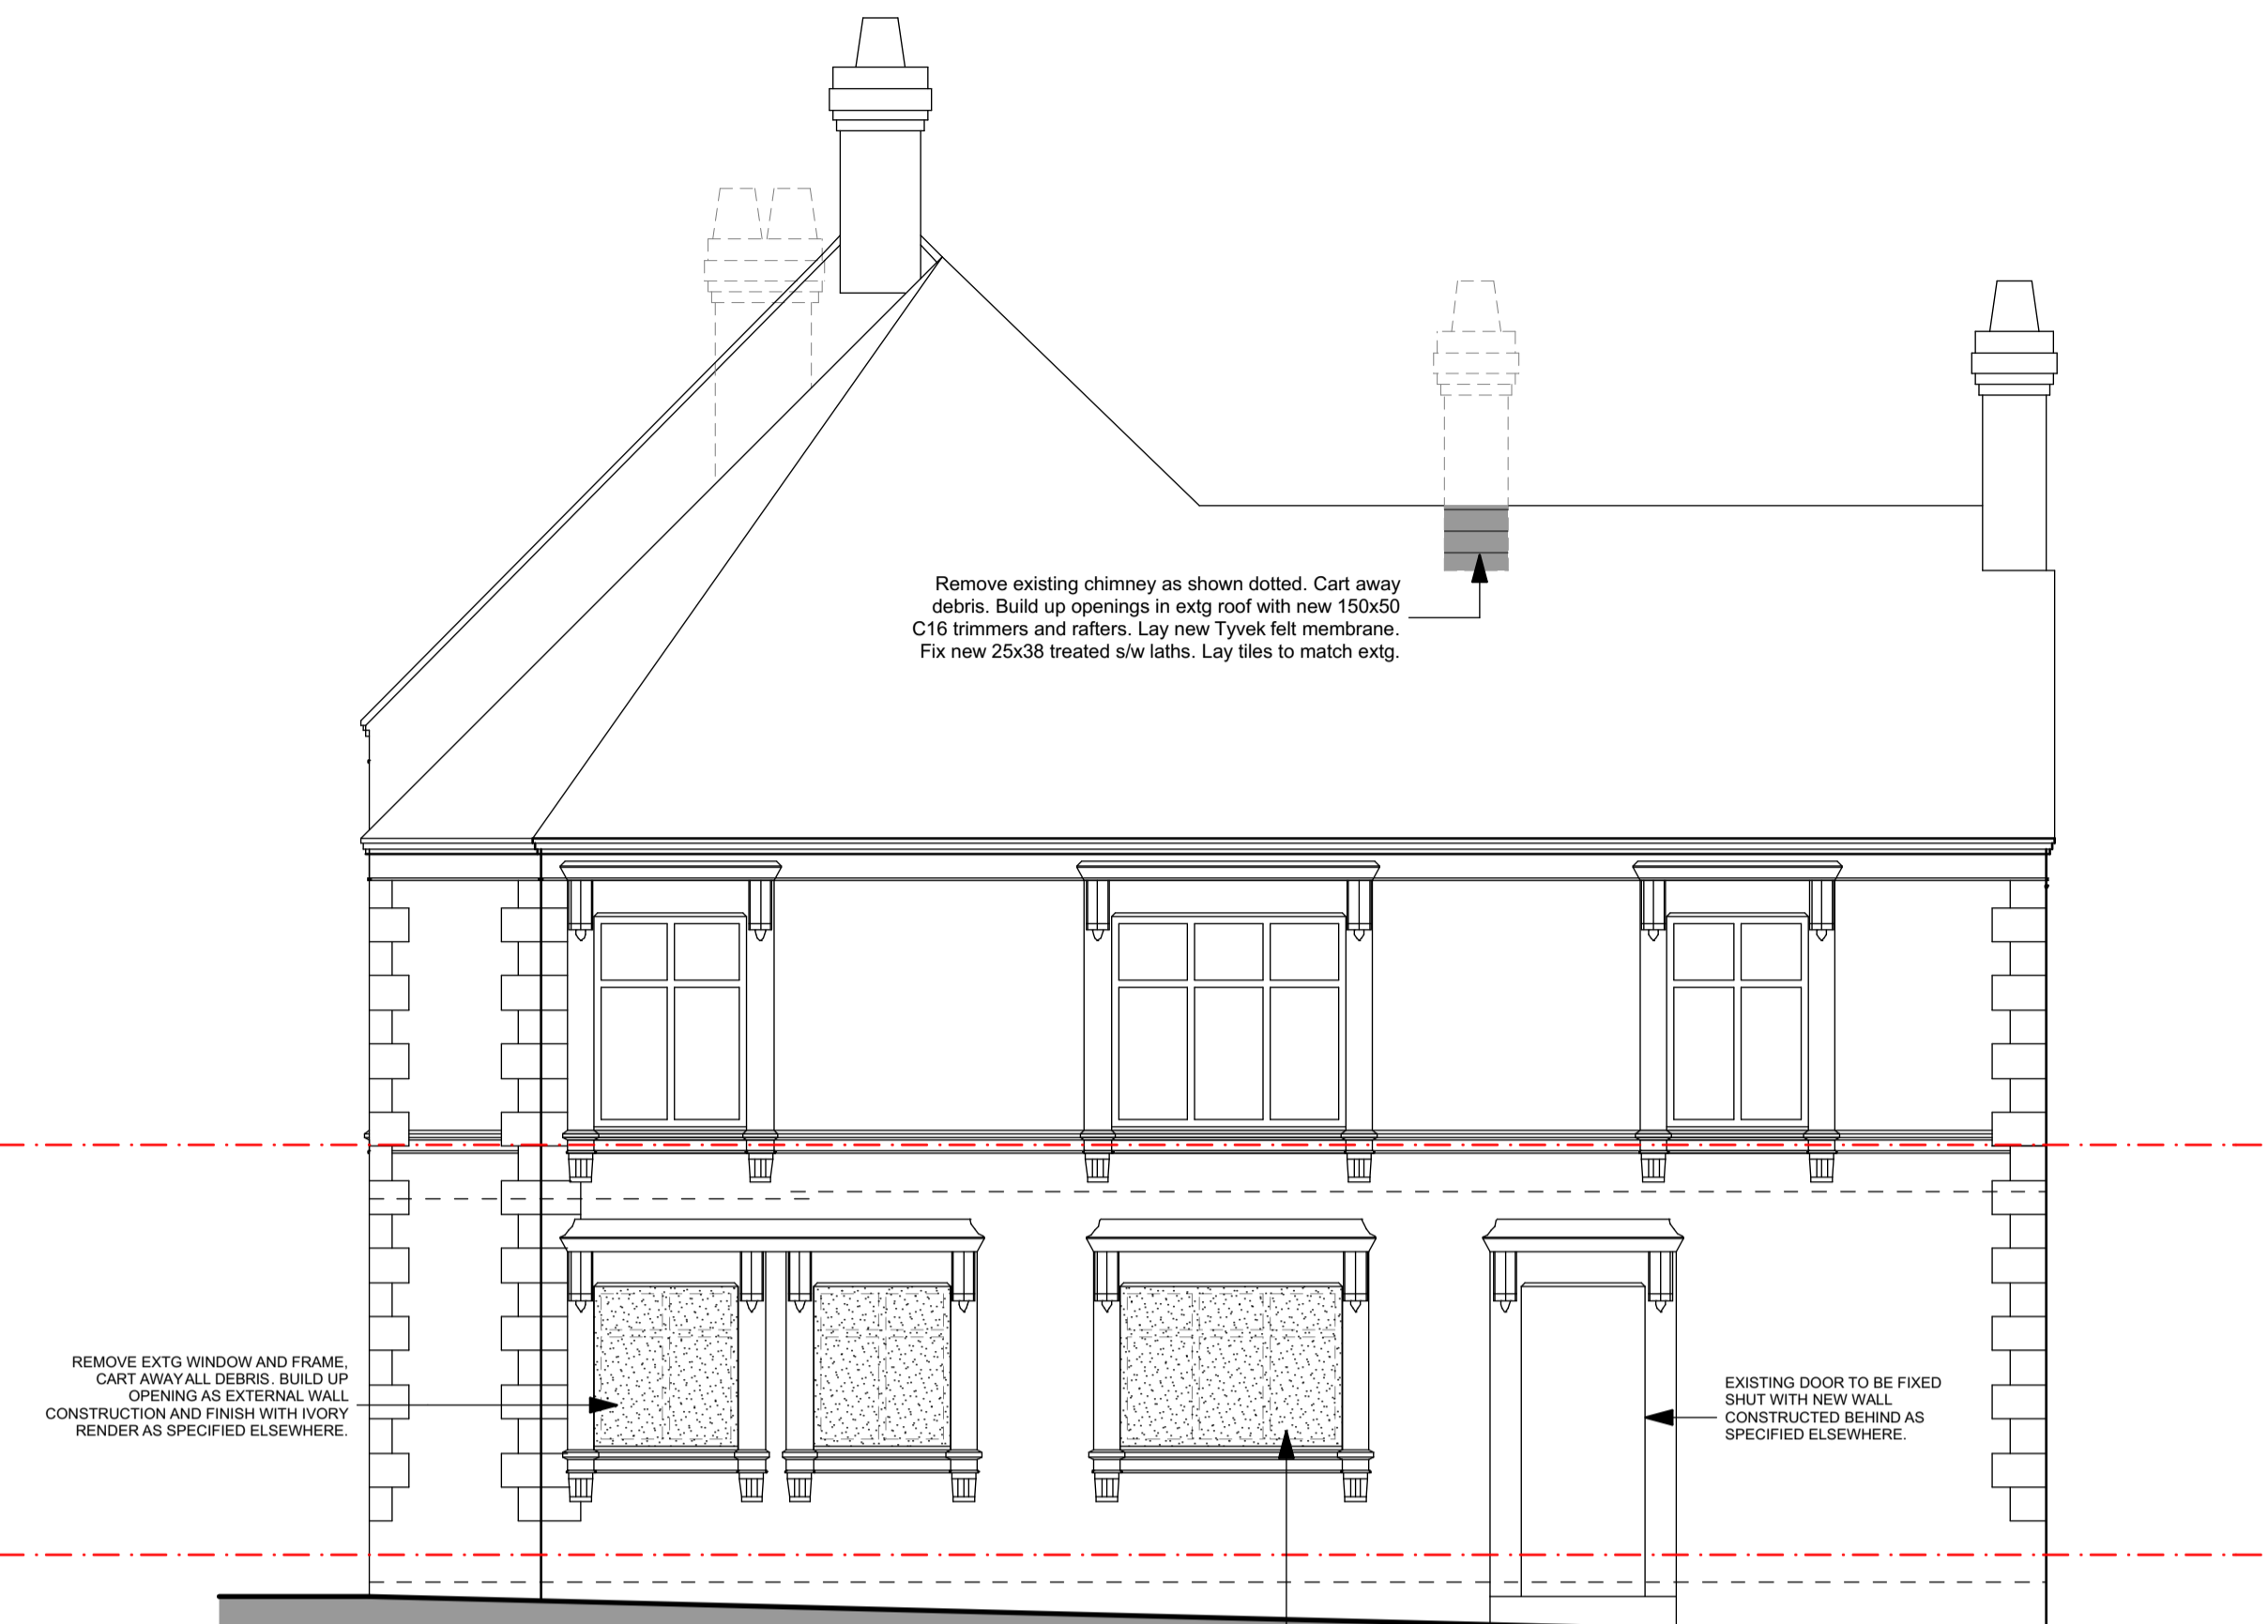 Remove existing chimney as shown dotted. Cart away
debris. Build up openings in extg roof with new 150x50
C16 trimmers and rafters. Lay new Tyvek felt membrane.
Fix new 25x38 treated s/w laths. Lay tiles to match extg.
REMOVE EXTG WINDOW AND FRAME,
CART AWAY ALL DEBRIS. BUILD UP
OPENING AS EXTERNAL WALL
CONSTRUCTION AND FINISH WITH IVORY
RENDER AS SPECIFIED ELSEWHERE.
EXISTING DOOR TO BE FIXED
SHUT WITH NEW WALL
CONSTRUCTED BEHIND AS
SPECIFIED ELSEWHERE.